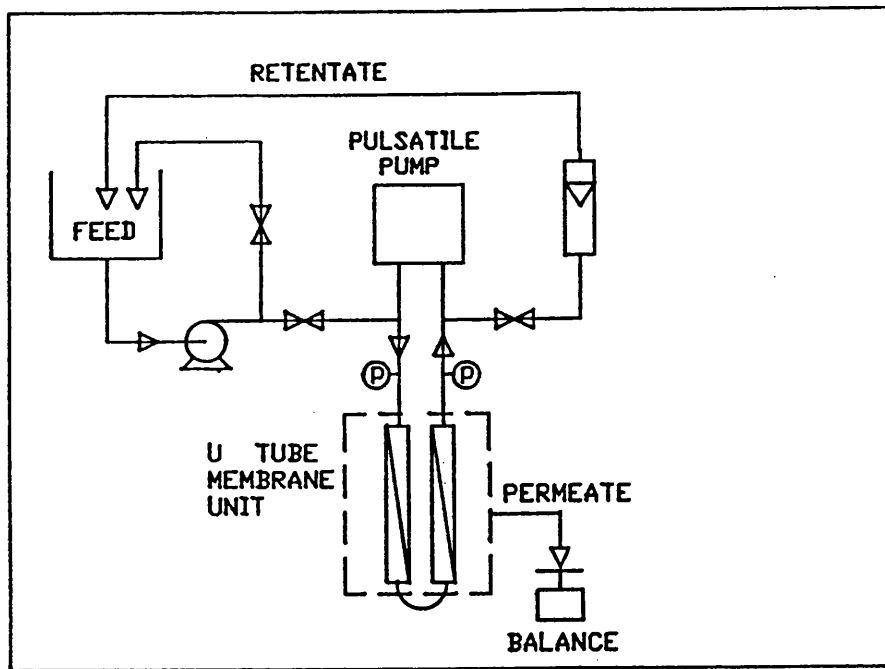 RETENTATE
PULSATILE
PUMP
FEED
P
P
U TUBE
MEMBRANE
UNIT
PERMEATE
BALANCE